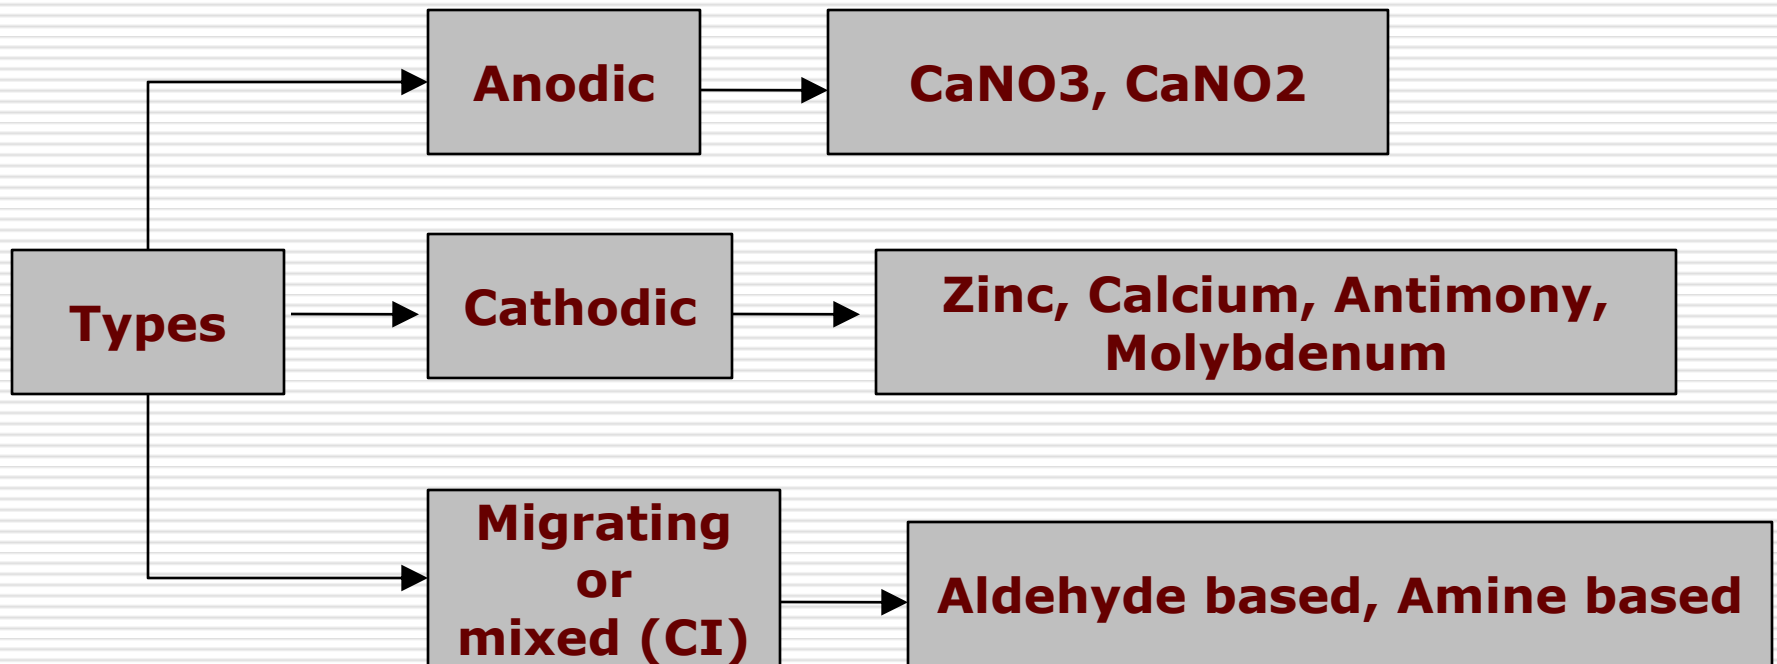 Types
Anodic
CaNO3, CaNO2
Cathodic
Zinc, Calcium, Antimony,
Molybdenum
Migrating
or
mixed (CI)
Aldehyde based, Amine based